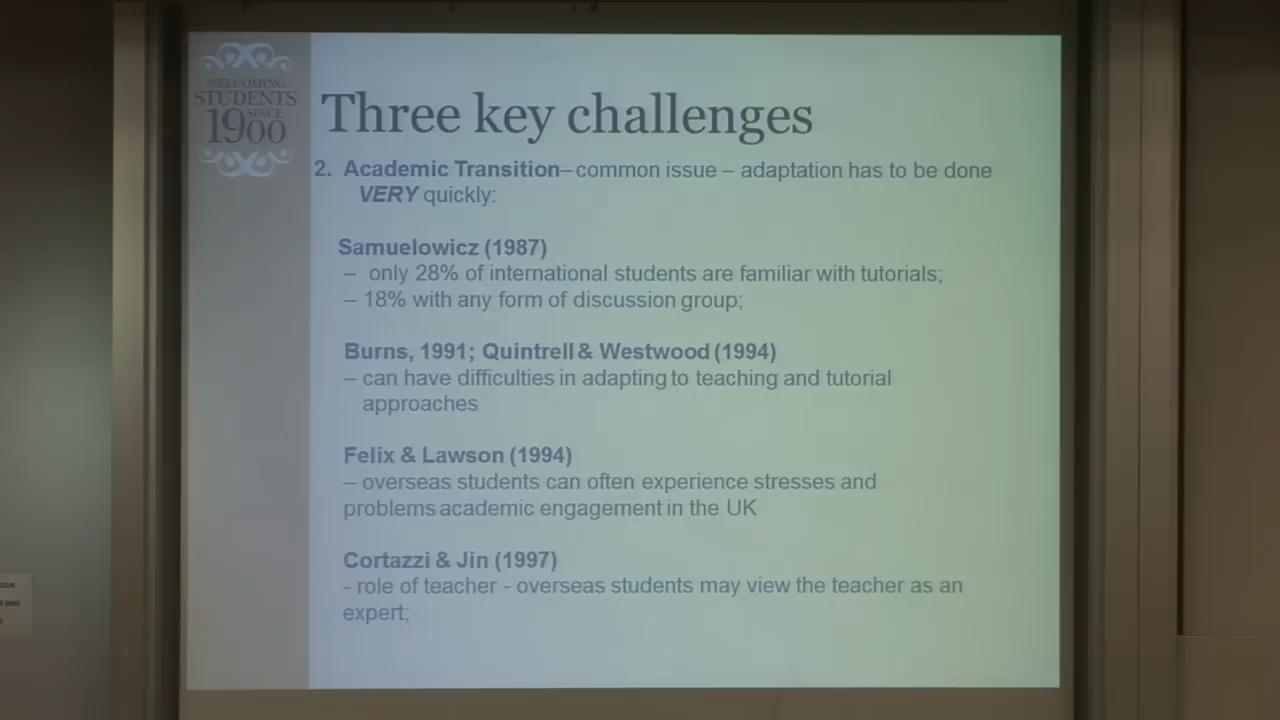 WELCOMING
STUDENTS
SINCE
1900
Three key challenges
2. Academic Transition– common issue – adaptation has to be done
VERY quickly:
Samuelowicz (1987)
– only 28% of international students are familiar with tutorials;
– 18% with any form of discussion group;
Burns, 1991; Quintrell & Westwood (1994)
– can have difficulties in adapting to teaching and tutorial
approaches
Felix & Lawson (1994)
– overseas students can often experience stresses and
problems academic engagement in the UK
Cortazzi & Jin (1997)
- role of teacher - overseas students may view the teacher as an
expert;